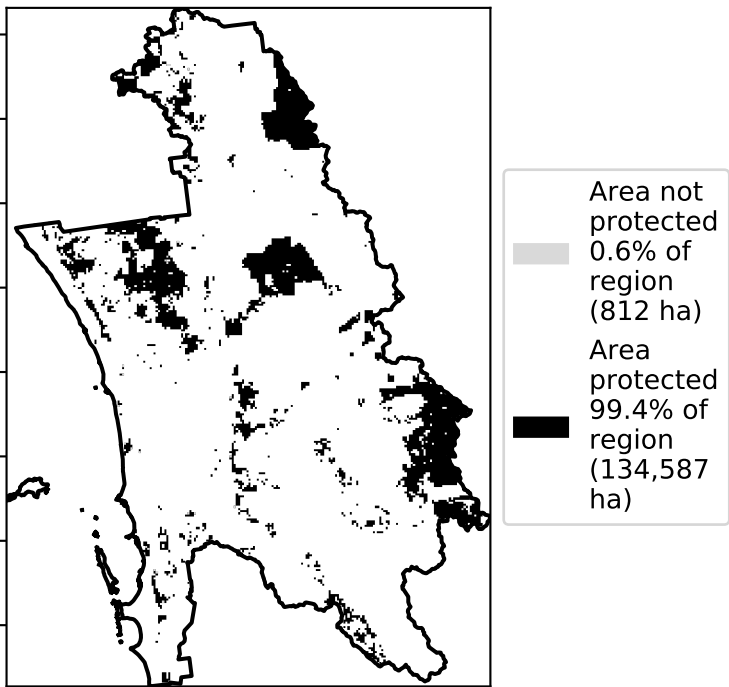 Area not
protected
0.6% of
region
(812 ha)
Area
protected
99.4% of
region
(134,587
ha)